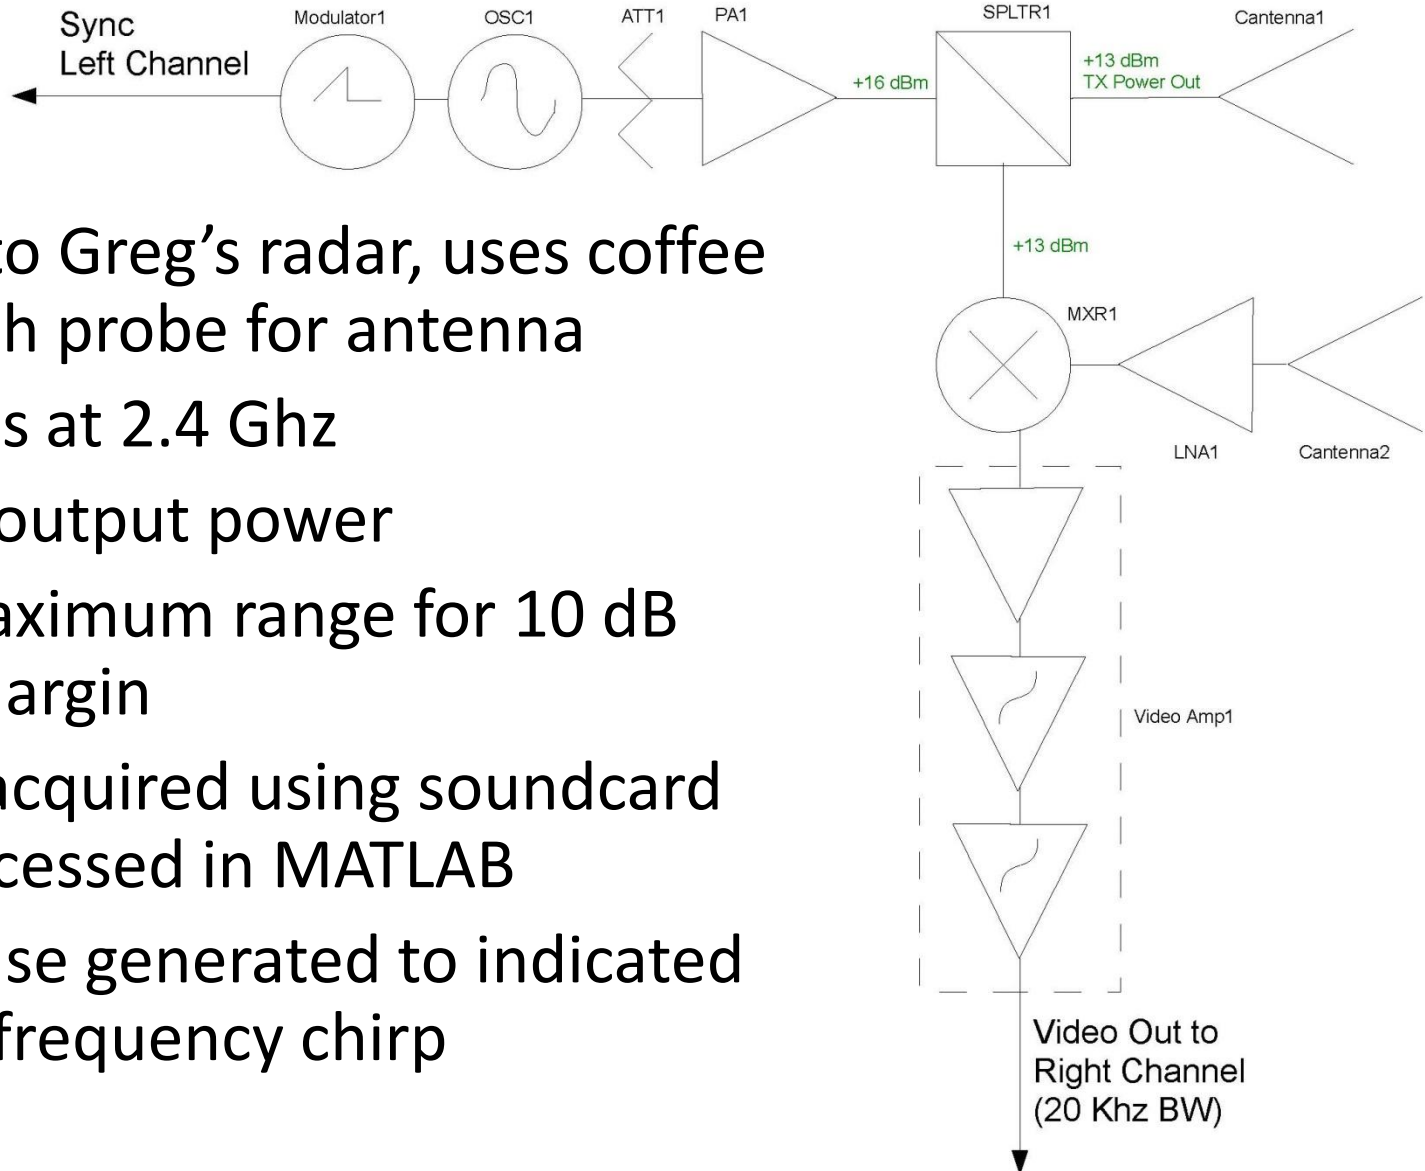 Sync
Left Channel
Modulator1
OSC1
ATT1
PA1
SPLTR1
Cantenna1
+16 dBm
+13 dBm
TX Power Out
+13 dBm
MXR1
LNA1
Cantenna2
to Greg’s radar, uses coffee
h probe for antenna
s at 2.4 Ghz
output power
aximum range for 10 dB
argin
acquired using soundcard
cessed in MATLAB
se generated to indicated
frequency chirp
Video Amp1
Video Out to
Right Channel
(20 Khz BW)